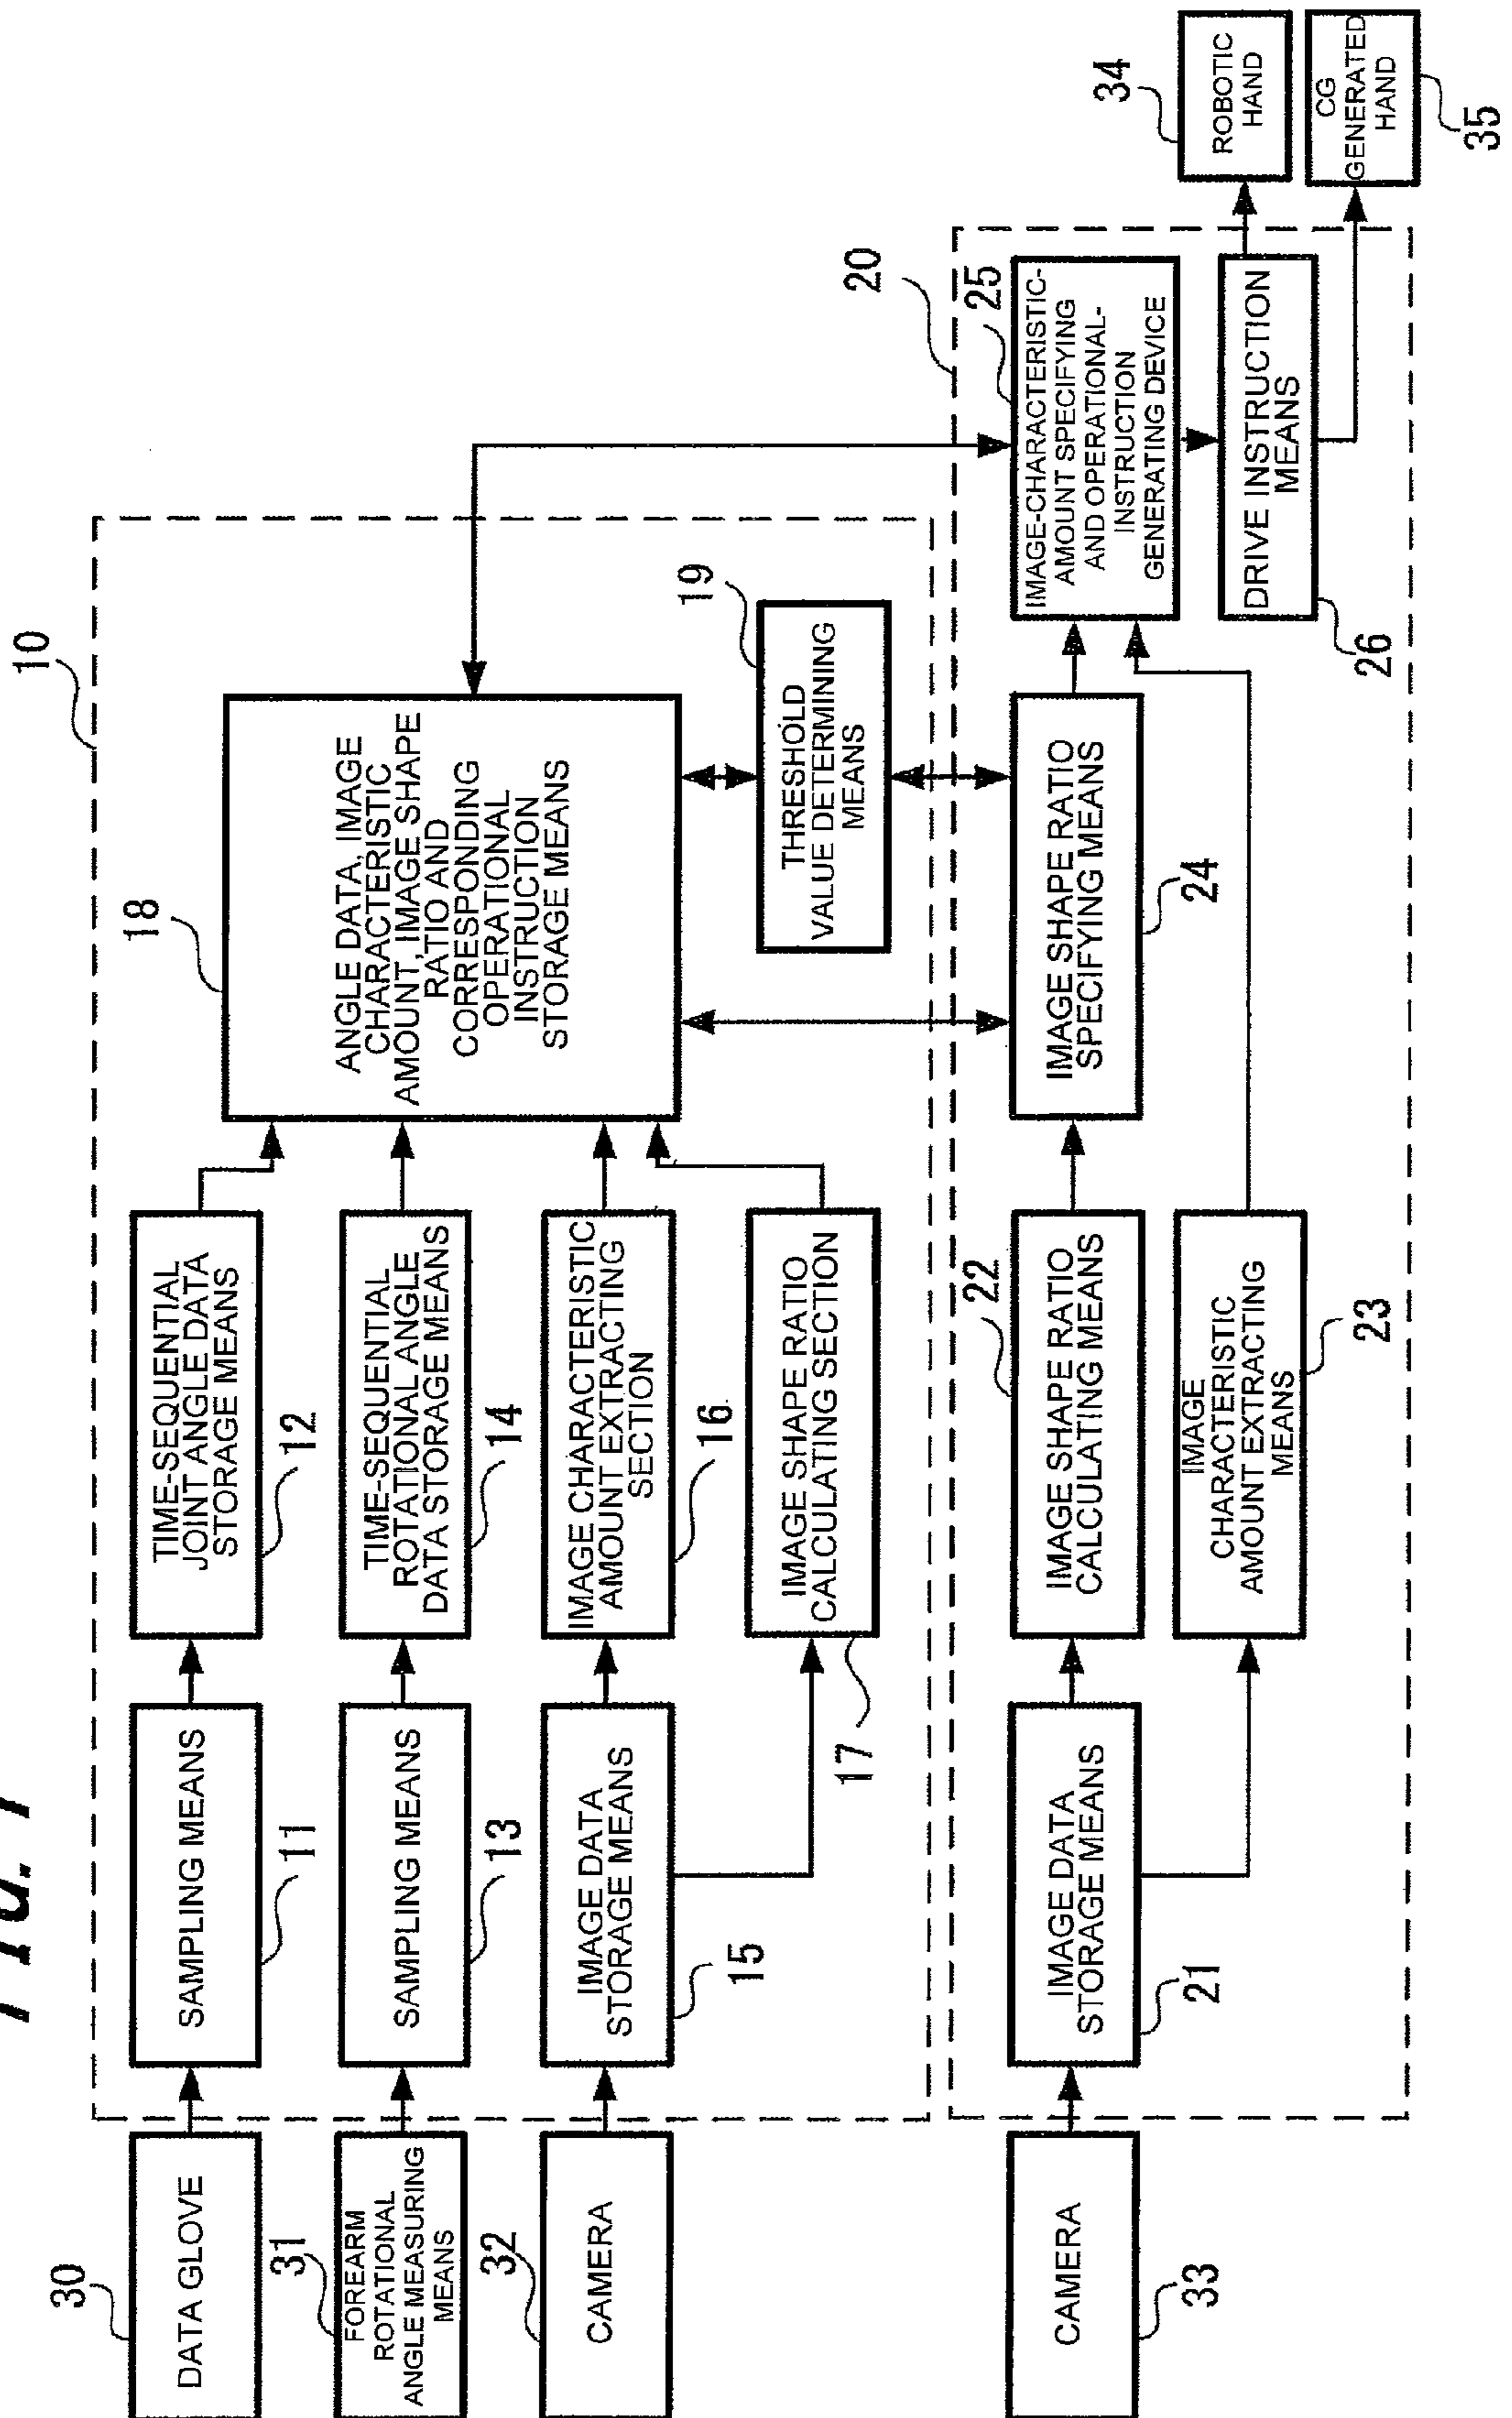 FIG. 1
10
30
DATA GLOVE
SAMPLING MEANS
11
TIME-SEQUENTIAL
JOINT ANGLE DATA
STORAGE MEANS
12
31
FOREARM
ROTATIONAL
ANGLE MEASURING
MEANS
SAMPLING MEANS
13
TIME-SEQUENTIAL
ROTATIONAL ANGLE
DATA STORAGE MEANS
14
32
CAMERA
IMAGE DATA
STORAGE MEANS
15
IMAGE CHARACTERISTIC
AMOUNT EXTRACTING
SECTION
16
IMAGE SHAPE RATIO
CALCULATING SECTION
17
18
ANGLE DATA, IMAGE
CHARACTERISTIC
AMOUNT, IMAGE SHAPE
RATIO AND
CORRESPONDING
OPERATIONAL
INSTRUCTION
STORAGE MEANS
19
THRESHOLD
VALUE DETERMINING
MEANS
20
CAMERA
33
IMAGE DATA
STORAGE MEANS
21
22
IMAGE SHAPE RATIO
CALCULATING MEANS
IMAGE
CHARACTERISTIC
AMOUNT EXTRACTING
MEANS
23
IMAGE SHAPE RATIO
SPECIFYING MEANS
24
25
IMAGE-CHARACTERISTIC-
AMOUNT SPECIFYING
AND OPERATIONAL-
INSTRUCTION
GENERATING DEVICE
DRIVE INSTRUCTION
MEANS
26
34
ROBOTIC
HAND
CG
GENERATED
HAND
35